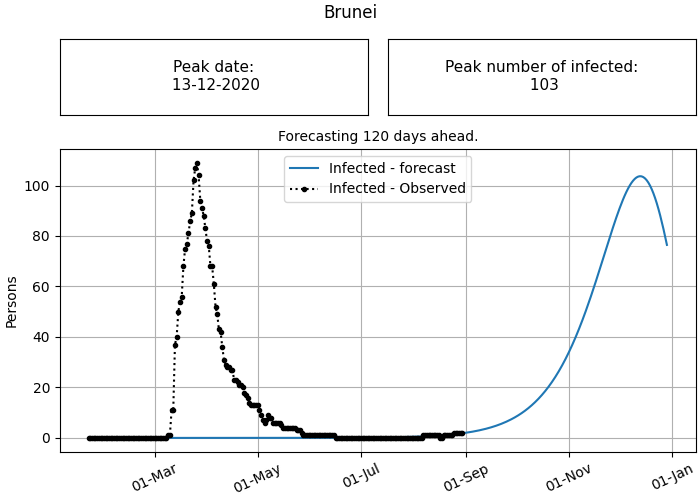 Brunei
Peak date:
13-12-2020
Peak number of infected:
103
Forecasting 120 days ahead.
Infected - forecast
Infected - Observed
Persons
100
80
60
40
20
0
01-Mar
01-May
01-Jul
01-Sep
01-Nov
01-Jan